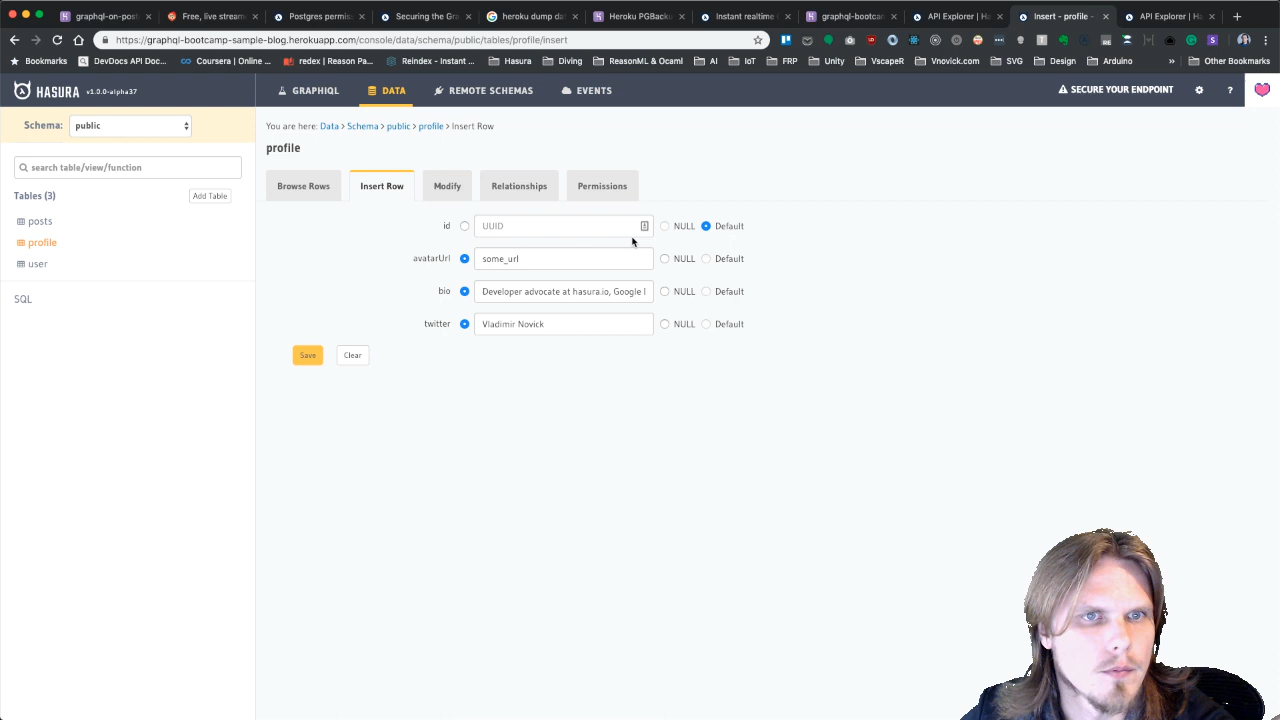 graphql-on-post
Free, live stream
Postgres permis
Securing the Gra
heroku dump da
Heroku PGBack
Instant realtime
graphql-bootcam
API Explorer | Ha
Insert - profile -
API Explorer | Ha
https://graphql-bootcamp-sample-blog.herokuapp.com/console/data/schema/public/tables/profile/insert
Bookmarks
DevDocs API Doc...
Coursera | Online ...
redex | Reason Pa...
Reindex - Instant ...
Hasura
Diving
ReasonML & Ocaml
AI
IoT
FRP
Unity
VscapeR
Vnovick.com
SVG
Design
Arduino
»
Other Bookmarks
HASURA v1.0.0-alpha37
GRAPHIQL
DATA
REMOTE SCHEMAS
EVENTS
SECURE YOUR ENDPOINT
?
Schema: public
You are here: Data > Schema > public > profile > Insert Row
profile
search table/view/function
Browse Rows
Insert Row
Modify
Relationships
Permissions
Tables (3)
Add Table
posts
profile
user
SQL
id UUID NULL Default
avatarUrl some_url NULL Default
bio Developer advocate at hasura.io, Google NULL Default
twitter Vladimir Novick NULL Default
Save
Clear